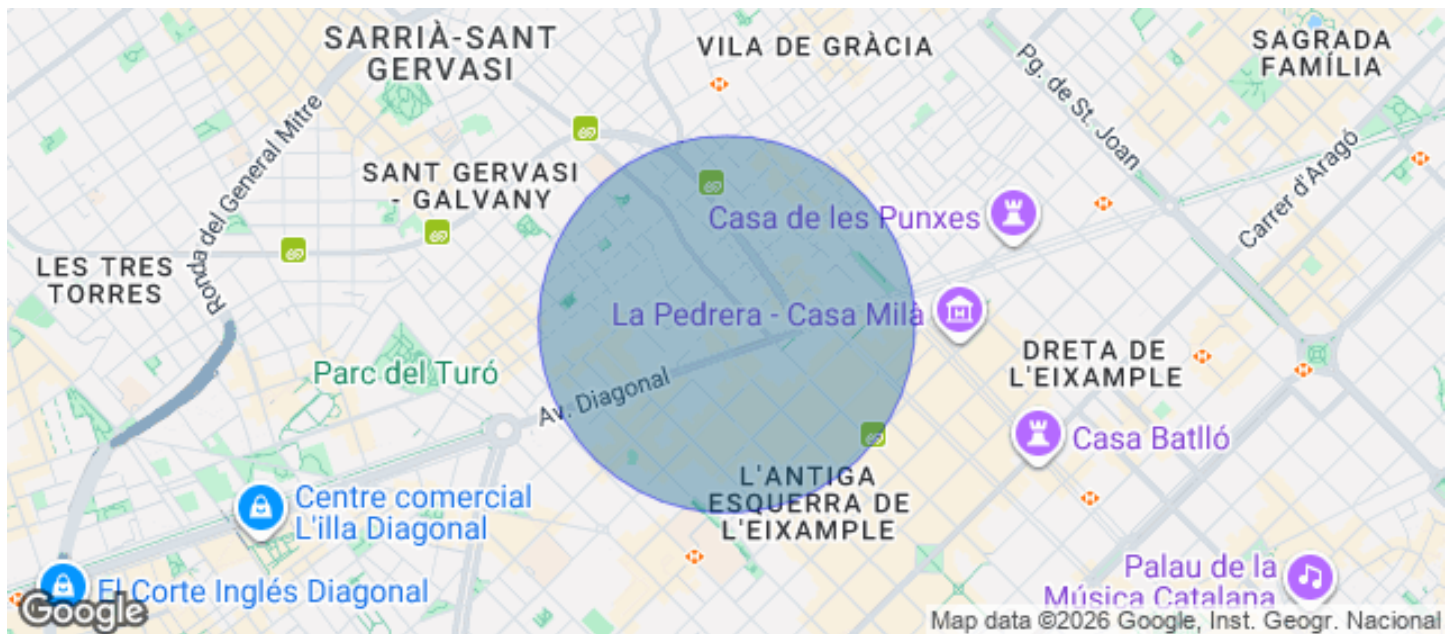 SARRIÀ-SANT
GERVASI
VILA DE GRÀCIA
SAGRADA
FAMÍLIA
Pg. de St. Joan
Ronda del General Mitre
Carrer d'Aragó
SANT GERVASI
- GALVANY
Casa de les Punxes
LES TRES
TORRES
La Pedrera - Casa Milà
DRETA DE
L'EIXAMPLE
Parc del Turó
Av. Diagonal
Casa Batlló
L'ANTIGA
ESQUERRA DE
L'EIXAMPLE
Centre comercial
L'illa Diagonal
Palau de la
Música Catalana
El Corte Inglés Diagonal
Google
Map data ©2026 Google, Inst. Geogr. Nacional